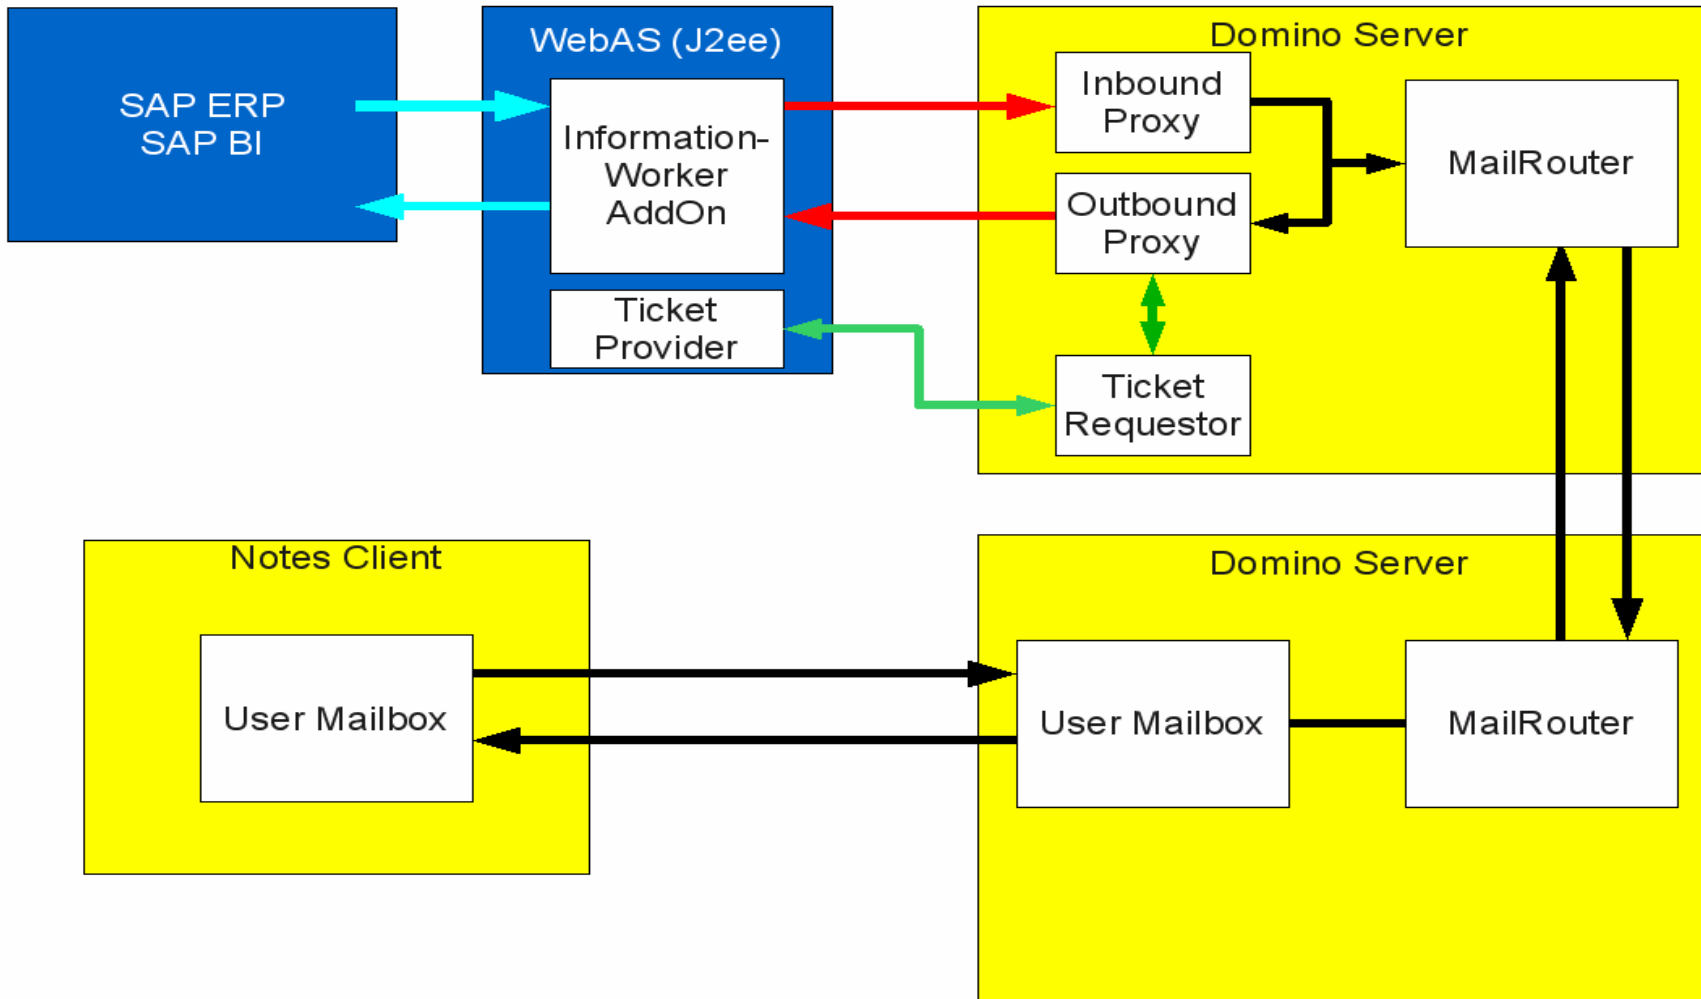 SAP ERP
SAP BI
WebAS (J2ee)
Information-
Worker
AddOn
Ticket
Provider
Domino Server
Inbound
Proxy
Outbound
Proxy
MailRouter
Ticket
Requestor
Notes Client
User Mailbox
Domino Server
User Mailbox
MailRouter